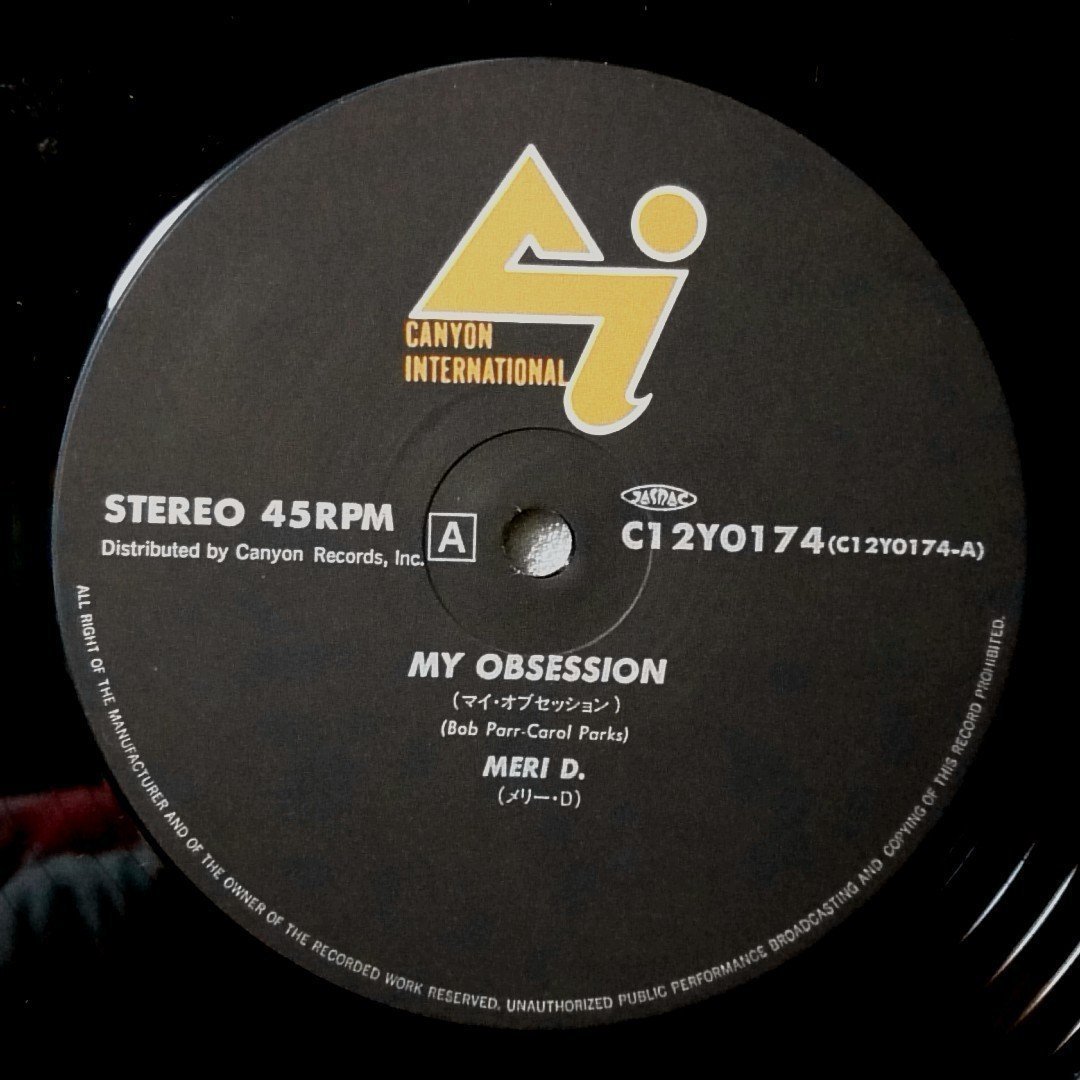 CANYON
INTERNATIONAL
STEREO 45RPM
Distributed by Canyon Records, Inc.
A
JASRAC
C12Y0174(C12Y0174-A)
MY OBSESSION
(マイ・オブセッション)
(Bob Parr-Carol Parks)
MERI D.
(メリー・D)
ALL RIGHT OF THE MANUFACTURER AND OF THE OWNER OF THE RECORDED WORK RESERVED. UNAUTHORIZED PUBLIC PERFORMANCE BROADCASTING AND COPYING OF THIS RECORD PROHIBITED.